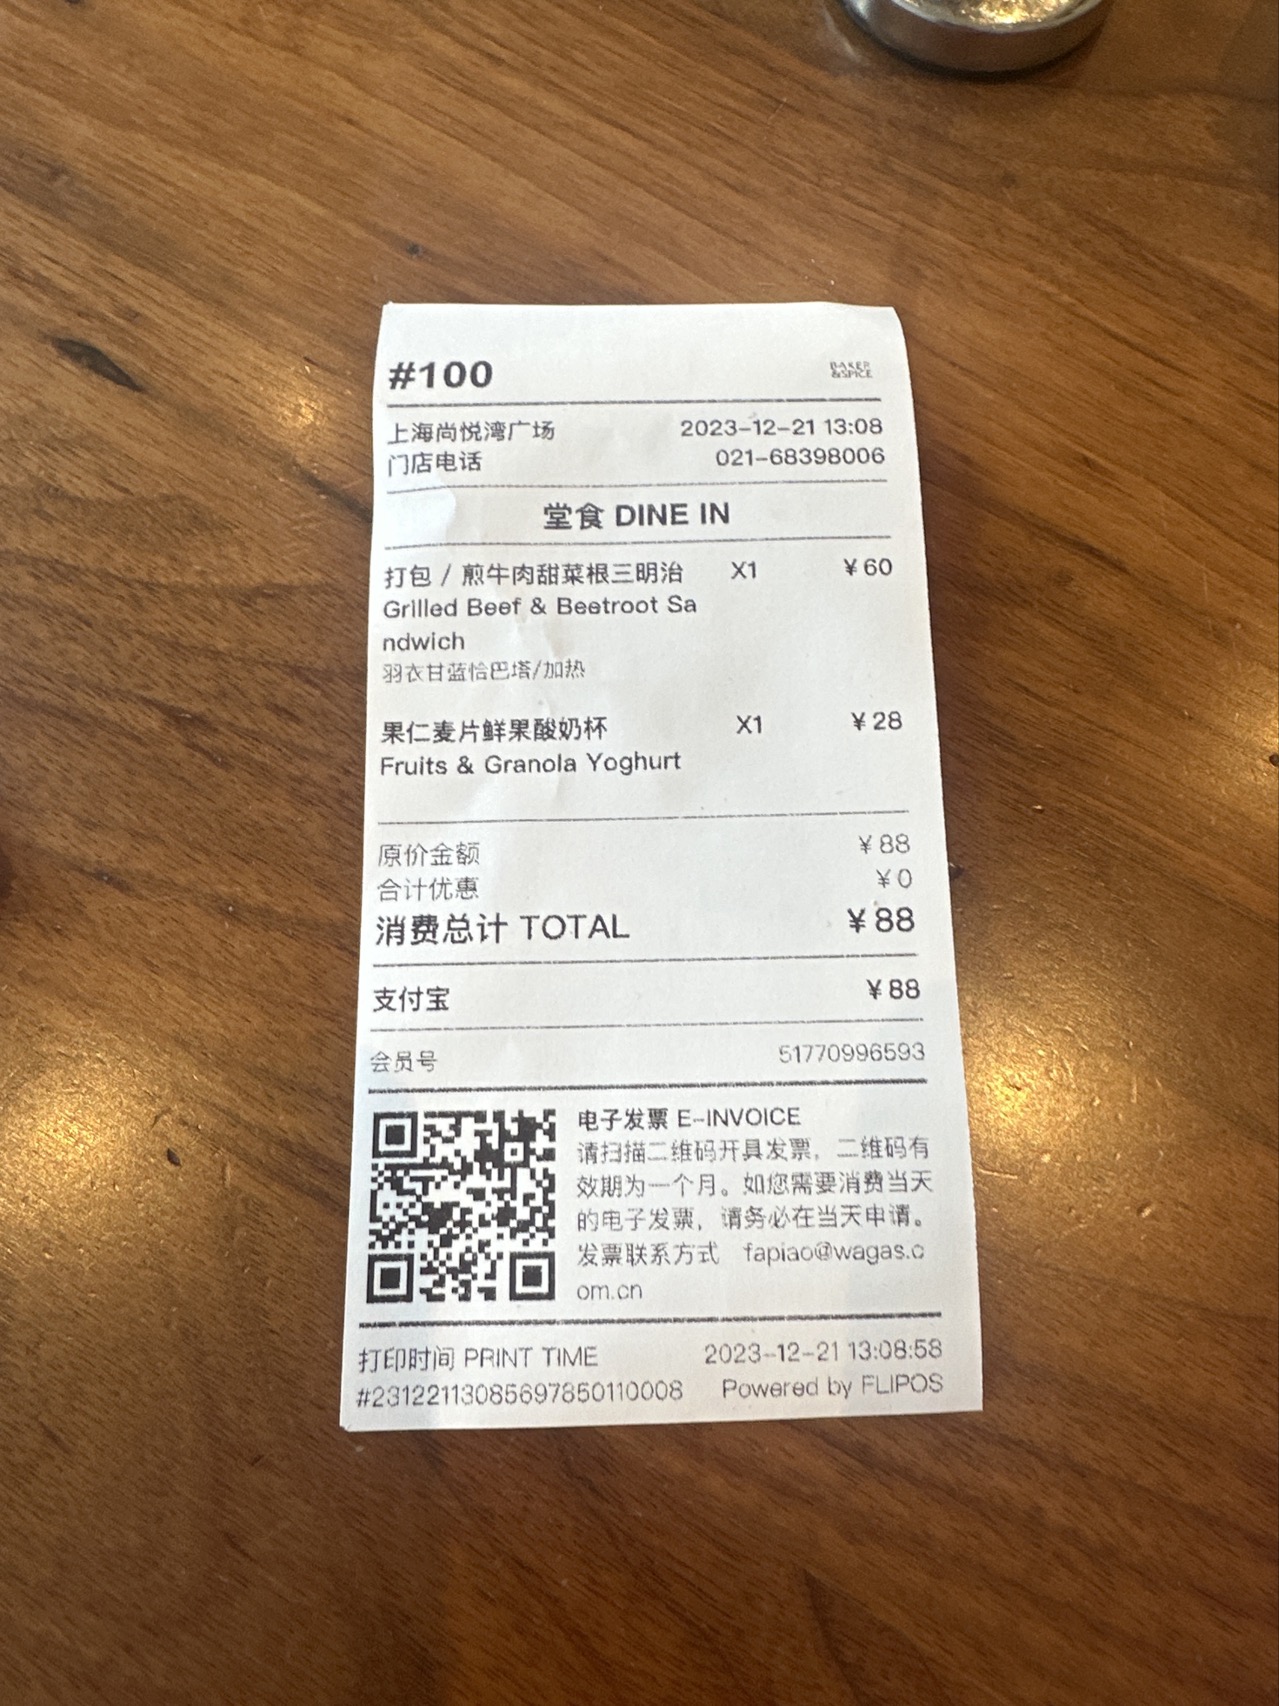 #100
BAKER
&SPICE
上海尚悦湾广场 2023-12-21 13:08
门店电话 021-68398006
堂食 DINE IN
打包 / 煎牛肉甜菜根三明治 X1 ¥60
Grilled Beef & Beetroot Sa
ndwich
羽衣甘蓝恰巴塔/加热
果仁麦片鲜果酸奶杯 X1 ¥28
Fruits & Granola Yoghurt
原价金额 ¥88
合计优惠 ¥0
消费总计 TOTAL ¥88
支付宝 ¥88
会员号 51770996593
电子发票 E-INVOICE
请扫描二维码开具发票，二维码有
效期为一个月。如您需要消费当天
的电子发票，请务必在当天申请。
发票联系方式 fapiao@wagas.c
om.cn
打印时间 PRINT TIME 2023-12-21 13:08:58
#23122113085697850110008 Powered by FLIPOS